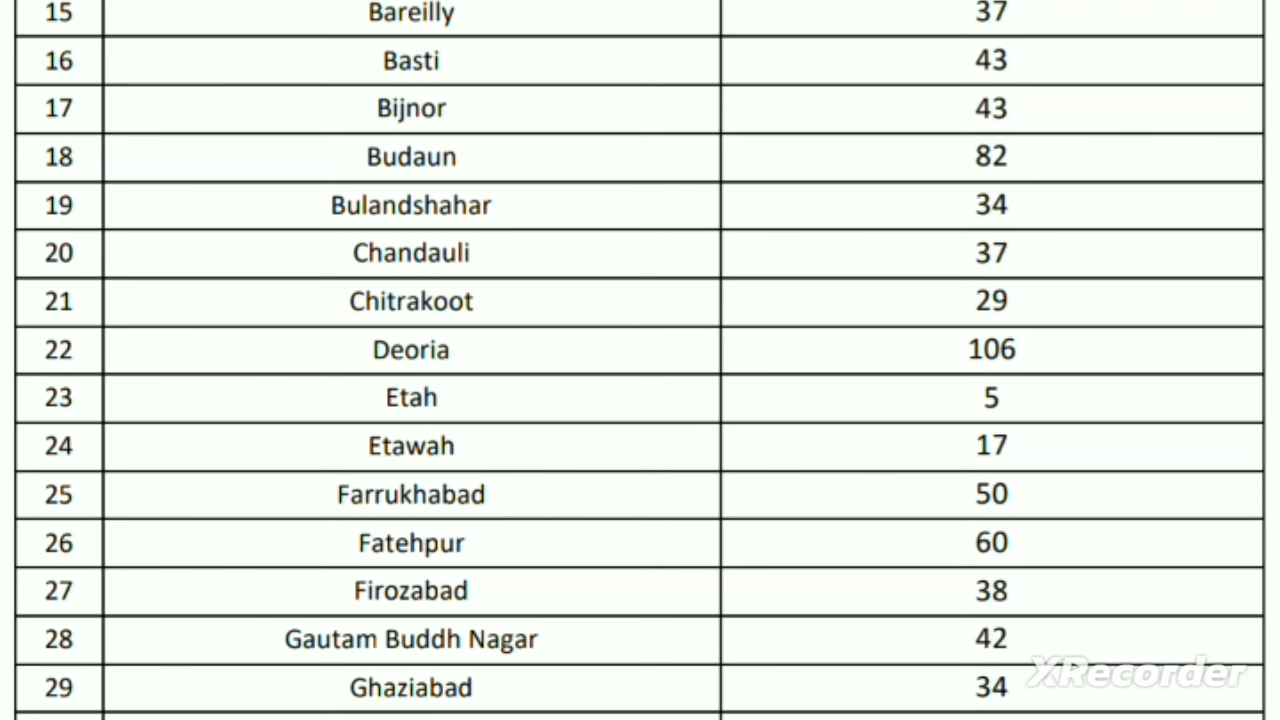 15 Bareilly 37
16 Basti 43
17 Bijnor 43
18 Budaun 82
19 Bulandshahar 34
20 Chandauli 37
21 Chitrakoot 29
22 Deoria 106
23 Etah 5
24 Etawah 17
25 Farrukhabad 50
26 Fatehpur 60
27 Firozabad 38
28 Gautam Buddh Nagar 42
29 Ghaziabad 34
XRecorder